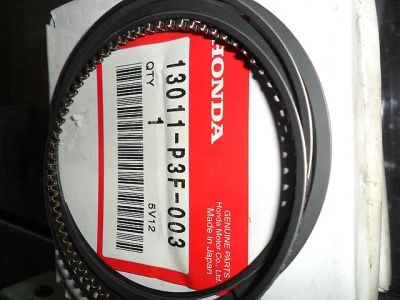 HONDA
13011-P3F-003
QTY
1
5V12
GENUINE PARTS
Honda Motor Co., Ltd.
Made in Japan